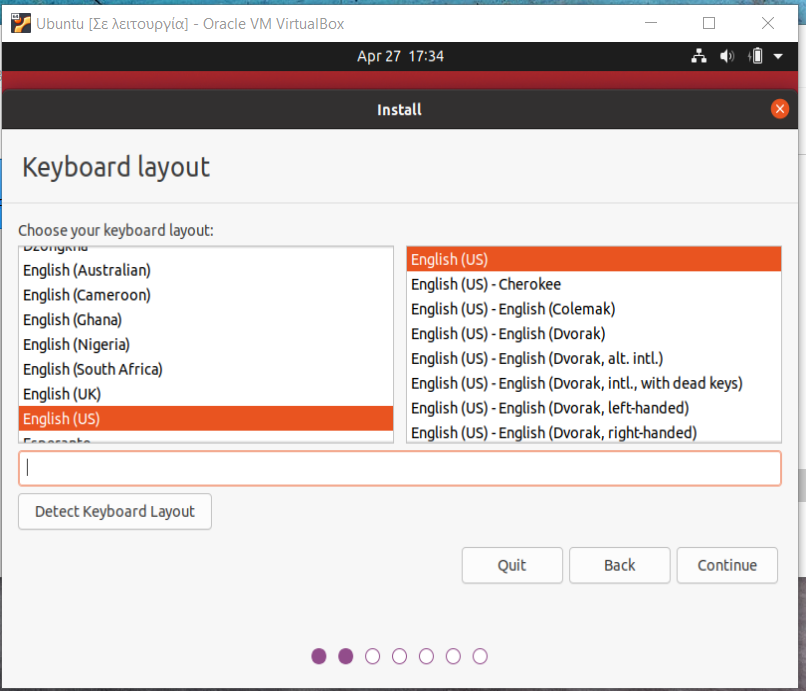 Ubuntu [Σε λειτουργία] - Oracle VM VirtualBox
Apr 27 17:34
Install
Keyboard layout
Choose your keyboard layout:
Dzongkha
English (Australian)
English (Cameroon)
English (Ghana)
English (Nigeria)
English (South Africa)
English (UK)
English (US)
Esperanto
English (US)
English (US) - Cherokee
English (US) - English (Colemak)
English (US) - English (Dvorak)
English (US) - English (Dvorak, alt. intl.)
English (US) - English (Dvorak, intl., with dead keys)
English (US) - English (Dvorak, left-handed)
English (US) - English (Dvorak, right-handed)
Detect Keyboard Layout
Quit
Back
Continue